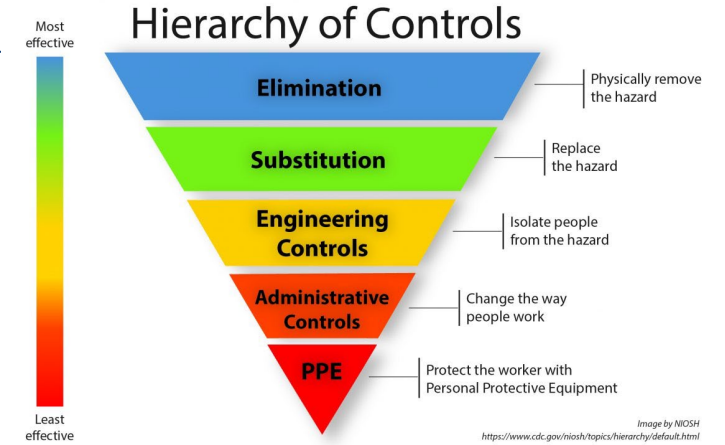 Hierarchy of Controls
Most
effective
Elimination
Physically remove
the hazard
Substitution
Replace
the hazard
Engineering
Controls
Isolate people
from the hazard
Administrative
Controls
Change the way
people work
PPE
Protect the worker with
Personal Protective Equipment
Least
effective
Image by NIOSH
https://www.cdc.gov/niosh/topics/hierarchy/default.html